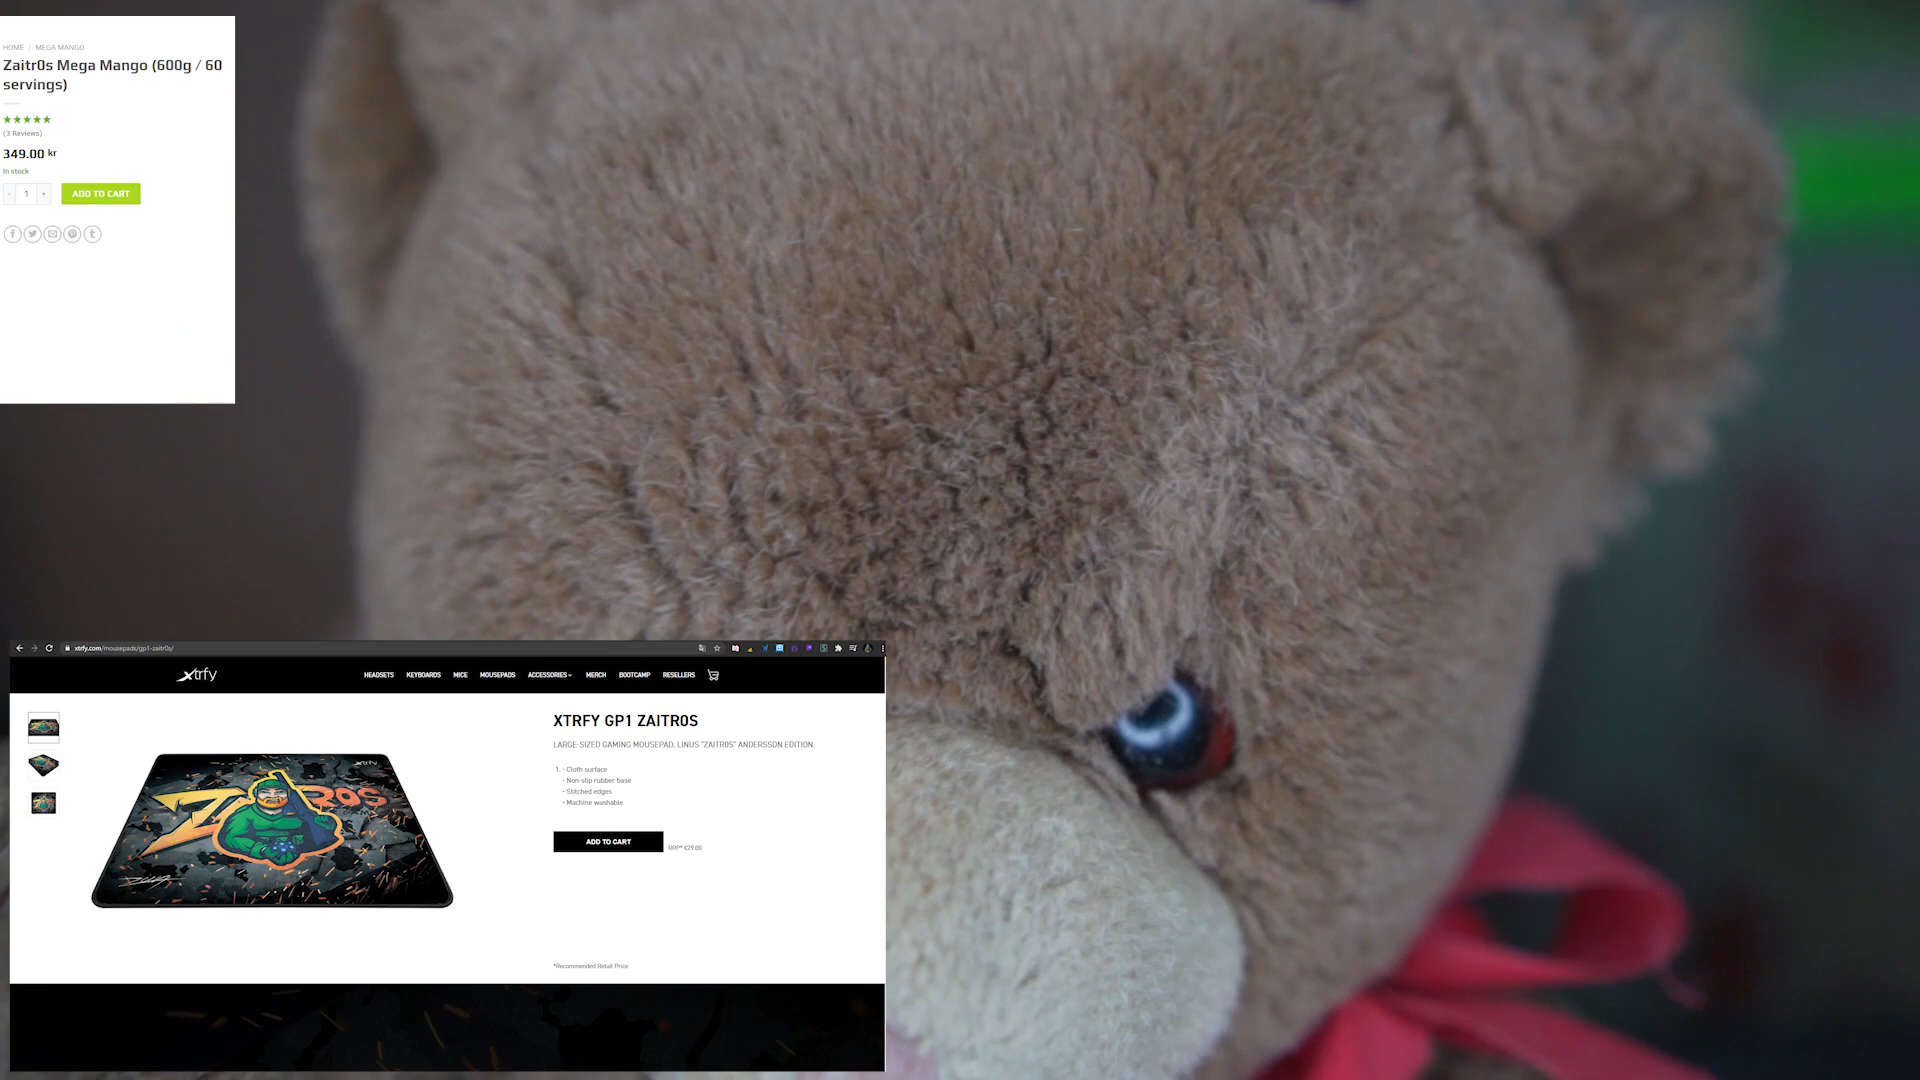 HOME / MEGA MANGO
Zaitr0s Mega Mango (600g / 60
servings)
(3 Reviews)
349.00 kr
In stock
- 1 +
ADD TO CART
xtrfy.com/mousepads/gp1-zaitr0s/
xtrfy
HEADSETS KEYBOARDS MICE MOUSEPADS ACCESSORIES MERCH BOOTCAMP RESELLERS
XTRFY GP1 ZAITR0S
LARGE-SIZED GAMING MOUSEPAD. LINUS "ZAITR0S" ANDERSSON EDITION.
1. · Cloth surface
· Non-slip rubber base
· Stitched edges
· Machine washable
ADD TO CART
RRP* €29.00
xtrfy
*Recommended Retail Price